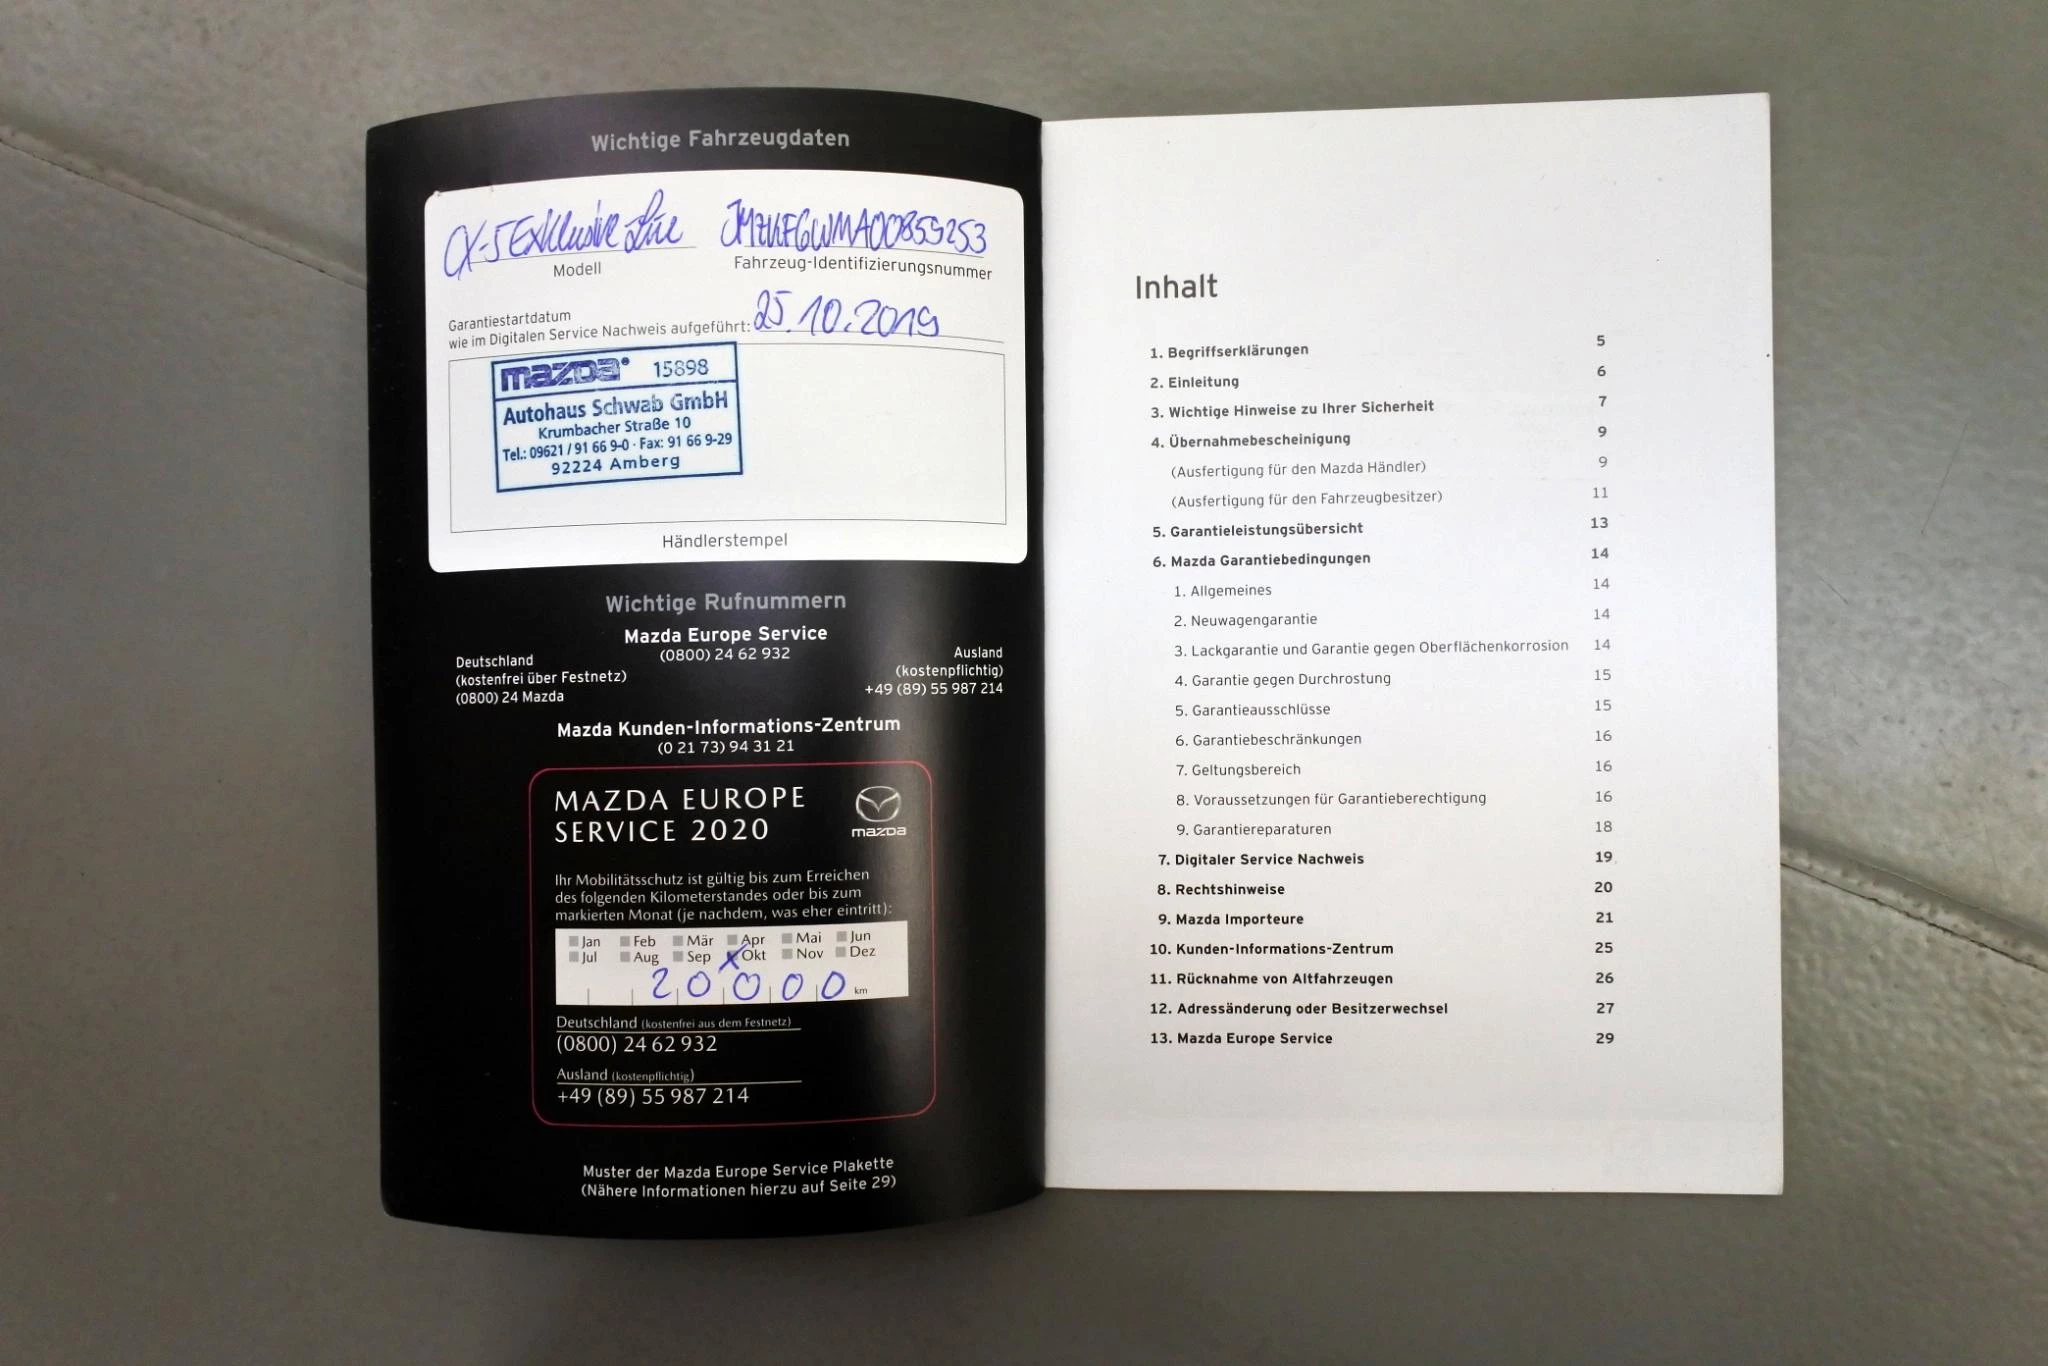 Wichtige Fahrzeugdaten
CX-5 Exklusive Line
JMZKFGWMA00859253
Modell
Fahrzeug-Identifizierungsnummer
Garantiestartdatum
wie im Digitalen Service Nachweis aufgeführt: 25.10.2019
mazda 15898
Autohaus Schwab GmbH
Krumbacher Straße 10
Tel.: 09621 / 91 66 9-0 · Fax: 91 66 9-29
92224 Amberg
Händlerstempel
Wichtige Rufnummern
Mazda Europe Service
(0800) 24 62 932
Deutschland
(kostenfrei über Festnetz)
(0800) 24 Mazda
Ausland
(kostenpflichtig)
+49 (89) 55 987 214
Mazda Kunden-Informations-Zentrum
(0 21 73) 94 31 21
MAZDA EUROPE
SERVICE 2020
mazda
Ihr Mobilitätsschutz ist gültig bis zum Erreichen
des folgenden Kilometerstandes oder bis zum
markierten Monat (je nachdem, was eher eintritt):
Jan Feb Mär Apr Mai Jun
Jul Aug Sep x Okt Nov Dez
20000 km
Deutschland (kostenfrei aus dem Festnetz)
(0800) 24 62 932
Ausland (kostenpflichtig)
+49 (89) 55 987 214
Muster der Mazda Europe Service Plakette
(Nähere Informationen hierzu auf Seite 29)
Inhalt
1. Begriffserklärungen 5
2. Einleitung 6
3. Wichtige Hinweise zu Ihrer Sicherheit 7
4. Übernahmebescheinigung 9
(Ausfertigung für den Mazda Händler) 9
(Ausfertigung für den Fahrzeugbesitzer) 11
5. Garantieleistungsübersicht 13
6. Mazda Garantiebedingungen 14
1. Allgemeines 14
2. Neuwagengarantie 14
3. Lackgarantie und Garantie gegen Oberflächenkorrosion 14
4. Garantie gegen Durchrostung 15
5. Garantieausschlüsse 15
6. Garantiebeschränkungen 16
7. Geltungsbereich 16
8. Voraussetzungen für Garantieberechtigung 16
9. Garantiereparaturen 18
7. Digitaler Service Nachweis 19
8. Rechtshinweise 20
9. Mazda Importeure 21
10. Kunden-Informations-Zentrum 25
11. Rücknahme von Altfahrzeugen 26
12. Adressänderung oder Besitzerwechsel 27
13. Mazda Europe Service 29